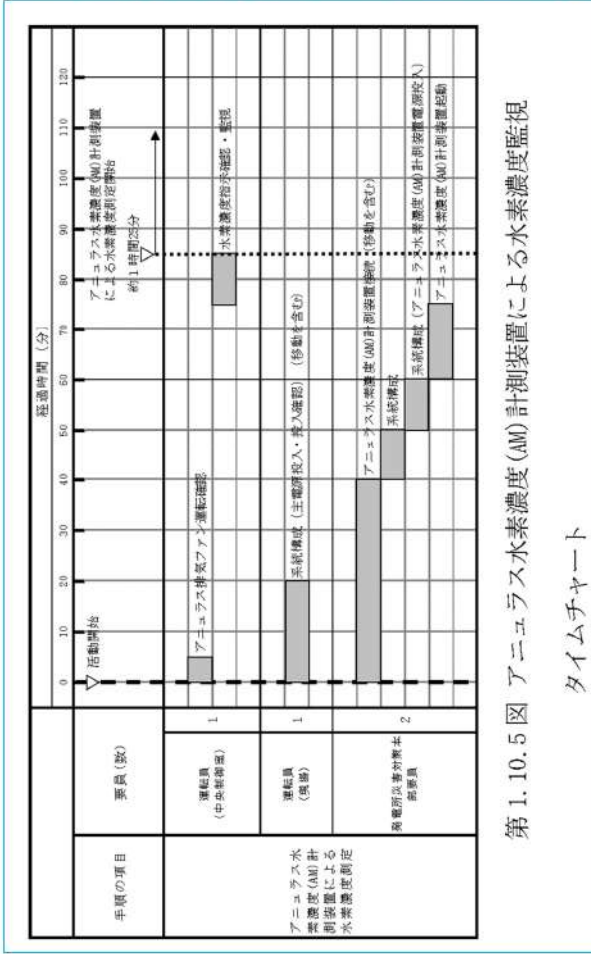 経過時間（分）
手順の項目
要員(数)
0
10
20
30
40
50
60
70
80
90
100
110
120
活動開始
アニュラス水素濃度(AM)計測装置
による水素濃度測定開始
約1時間25分
アニュラス水
素濃度(AM)計
測装置による
水素濃度測定
運転員
(中央制御室)
1
アニュラス排気ファン運転確認
水素濃度指示確認・監視
運転員
(現場)
1
系統構成（主電源投入・投入確認）（移動を含む）
発電所災害対策本
部要員
2
アニュラス水素濃度(AM)計測装置接続（移動を含む）
系統構成
系統構成（アニュラス水素濃度(AM)計測装置電源投入）
アニュラス水素濃度(AM)計測装置起動
第1.10.5図 アニュラス水素濃度(AM)計測装置による水素濃度監視
タイムチャート